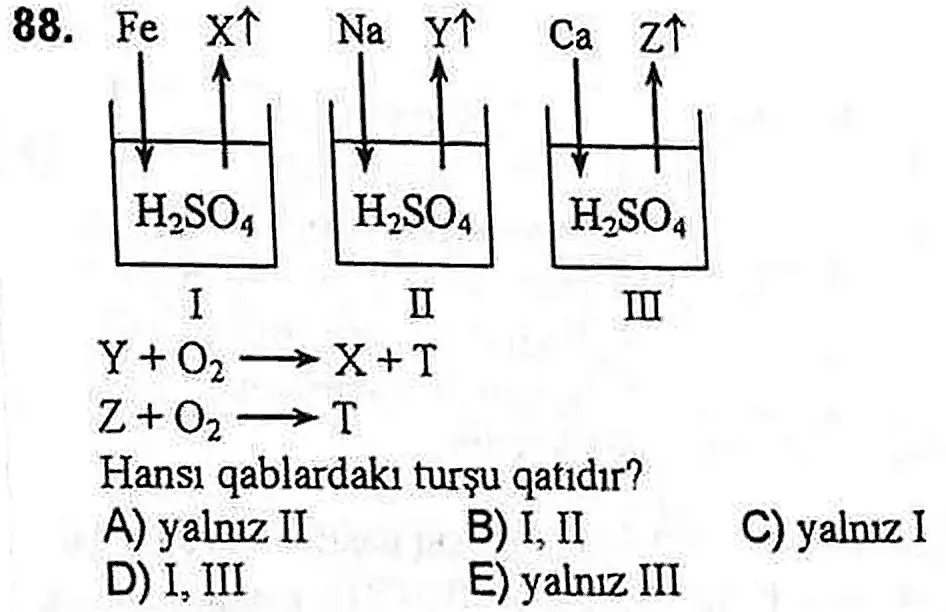 88. Fe X↑ Na Y↑ Ca Z↑
H₂SO₄ H₂SO₄ H₂SO₄
I II III
Y + O₂ ⟶ X + T
Z + O₂ ⟶ T
Hansı qablardakı turşu qatıdır?
A) yalnız II B) I, II C) yalnız I
D) I, III E) yalnız III